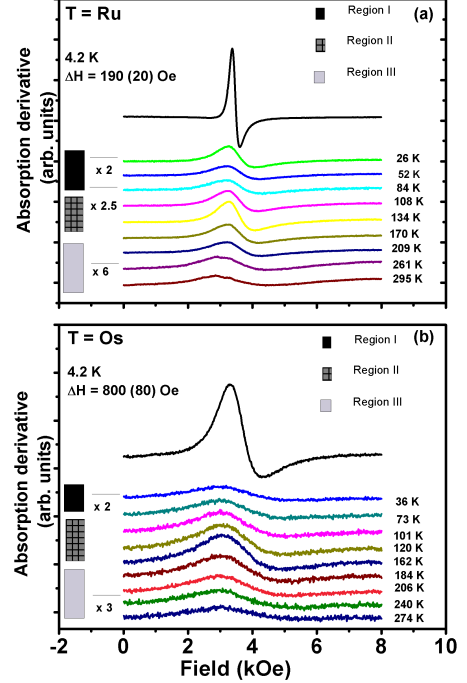 T = Ru
Region I
(a)
Region II
4.2 K
ΔH = 190 (20) Oe
Region III
Absorption derivative
(arb. units)
x 2
x 2.5
x 6
26 K
52 K
84 K
108 K
134 K
170 K
209 K
261 K
295 K
T = Os
Region I
(b)
Region II
4.2 K
ΔH = 800 (80) Oe
Region III
Absorption derivative
(arb. units)
x 2
x 3
36 K
73 K
101 K
120 K
162 K
184 K
206 K
240 K
274 K
-2 0 2 4 6 8 10
Field (kOe)